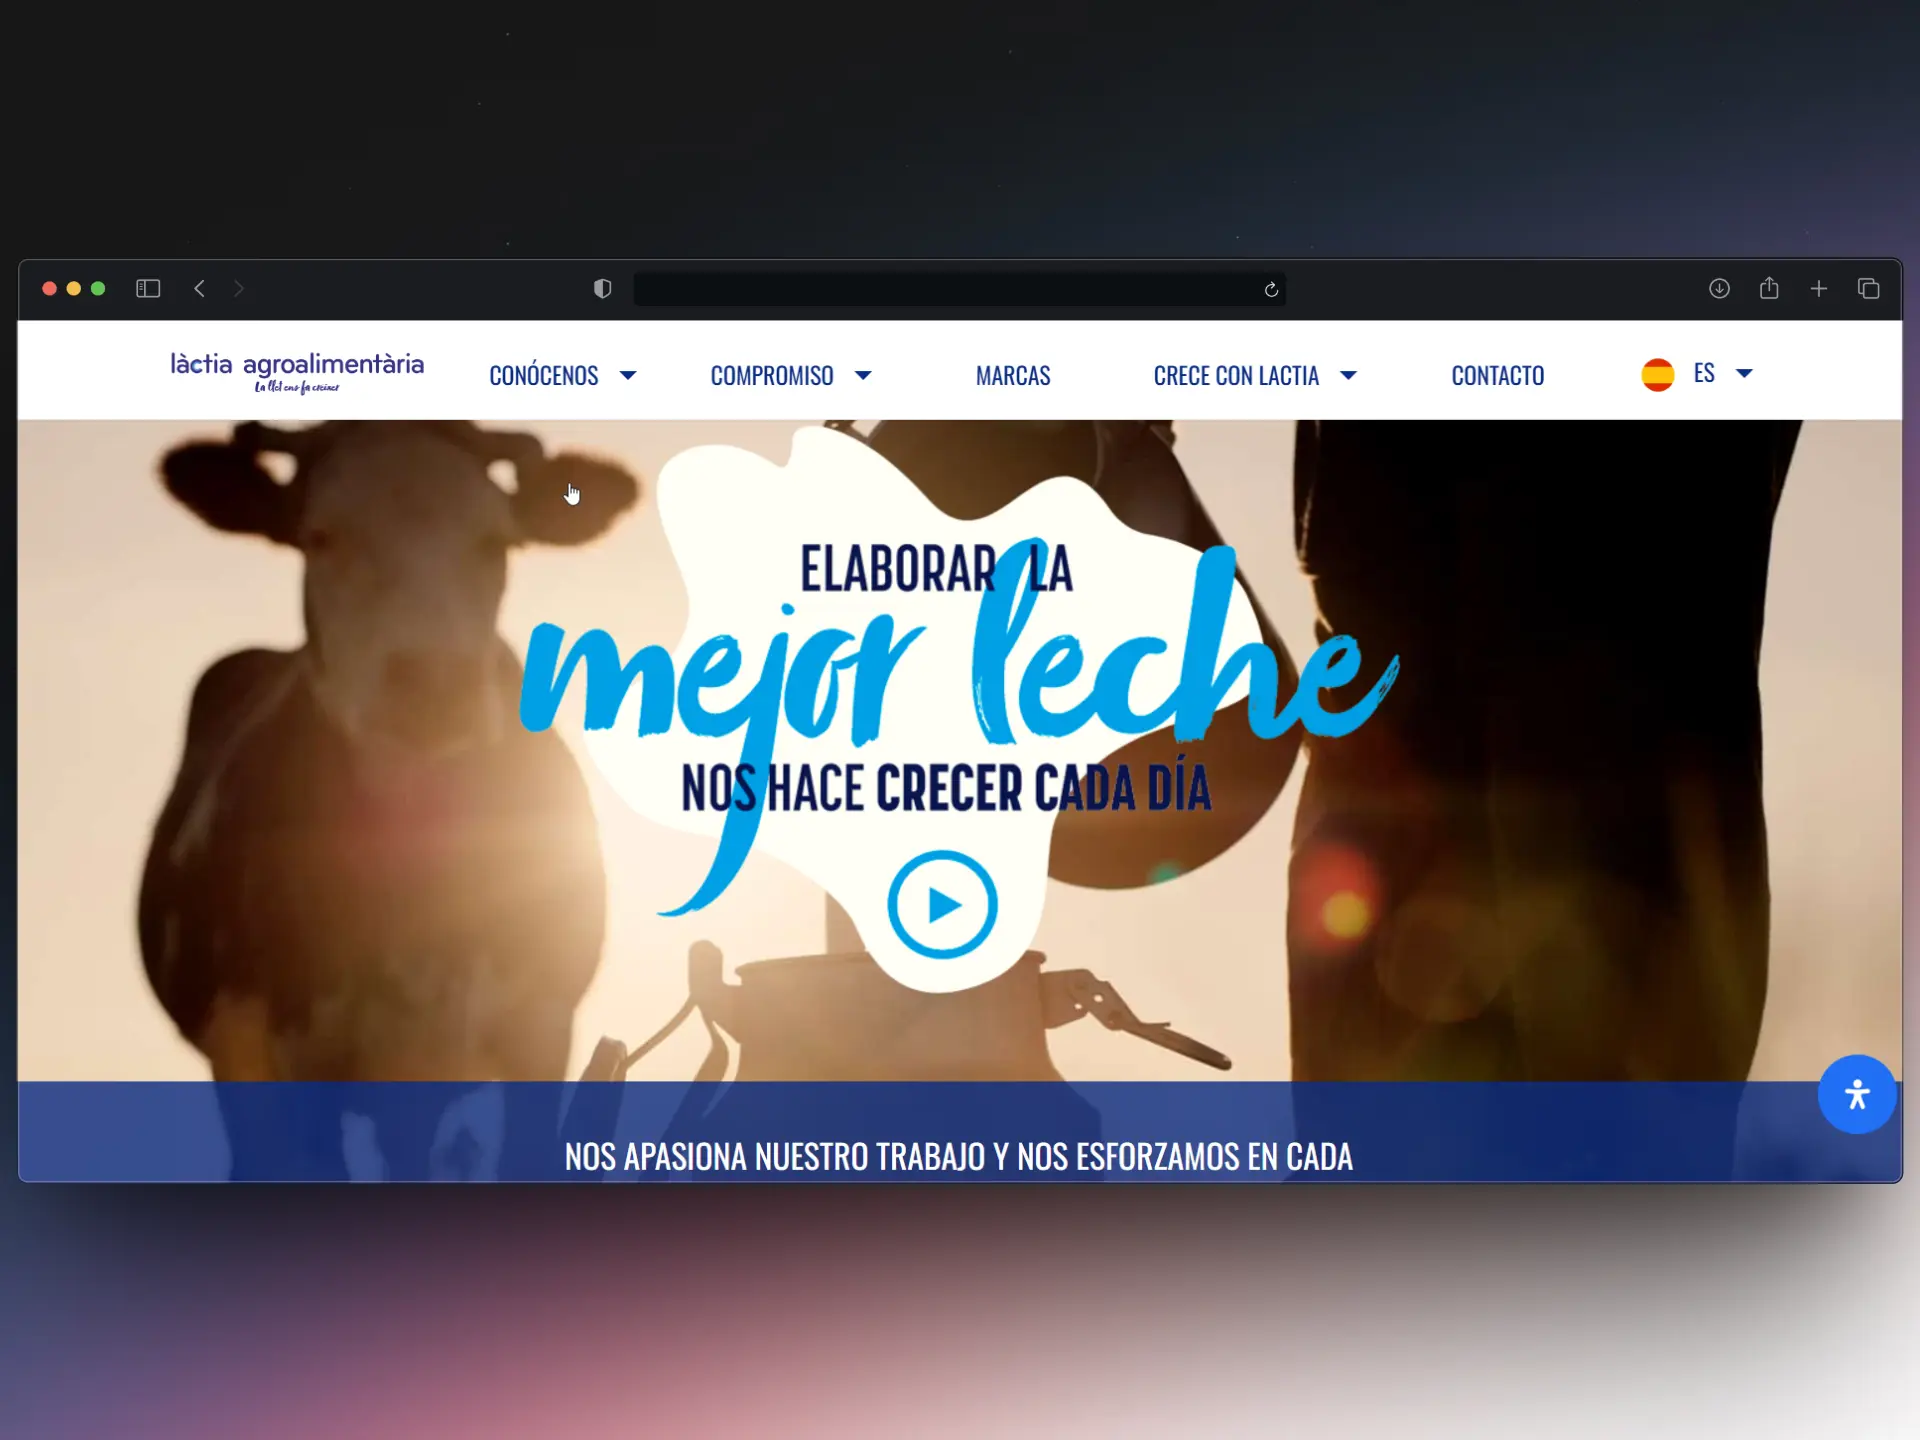 làctia agroalimentària
La llet ens fa créixer
CONÓCENOS
COMPROMISO
MARCAS
CRECE CON LACTIA
CONTACTO
ES
ELABORAR LA
mejor leche
NOS HACE CRECER CADA DÍA
NOS APASIONA NUESTRO TRABAJO Y NOS ESFORZAMOS EN CADA